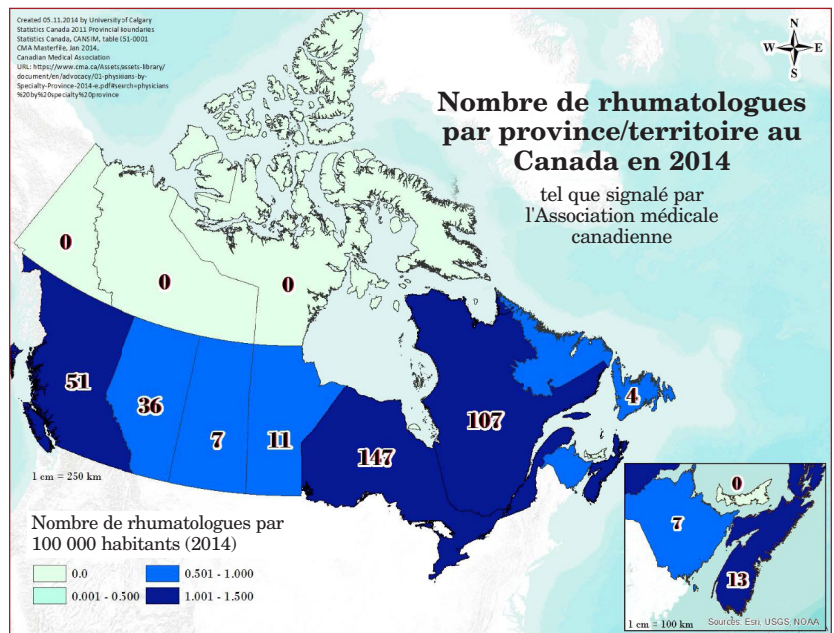 Created 05.11.2014 by University of Calgary
Statistics Canada 2011 Provincial Boundaries
Statistics Canada, CANSIM, table 051-0001
CMA Masterfile, Jan 2014,
Canadian Medical Association
URL: https://www.cma.ca/Assets/assets-library/
document/en/advocacy/01-physicians-by-
Specialty-Province-2014-e.pdf#search=physicians
%20by%20specialty%20province
N
W E
S
Nombre de rhumatologues
par province/territoire au
Canada en 2014
tel que signalé par
l'Association médicale
canadienne
0
0
0
51
36
7
11
147
107
4
1 cm = 250 km
Nombre de rhumatologues par
100 000 habitants (2014)
0.0
0.001 - 0.500
0.501 - 1.000
1.001 - 1.500
0
7
13
1 cm = 100 km
Sources: Esri, USGS, NOAA